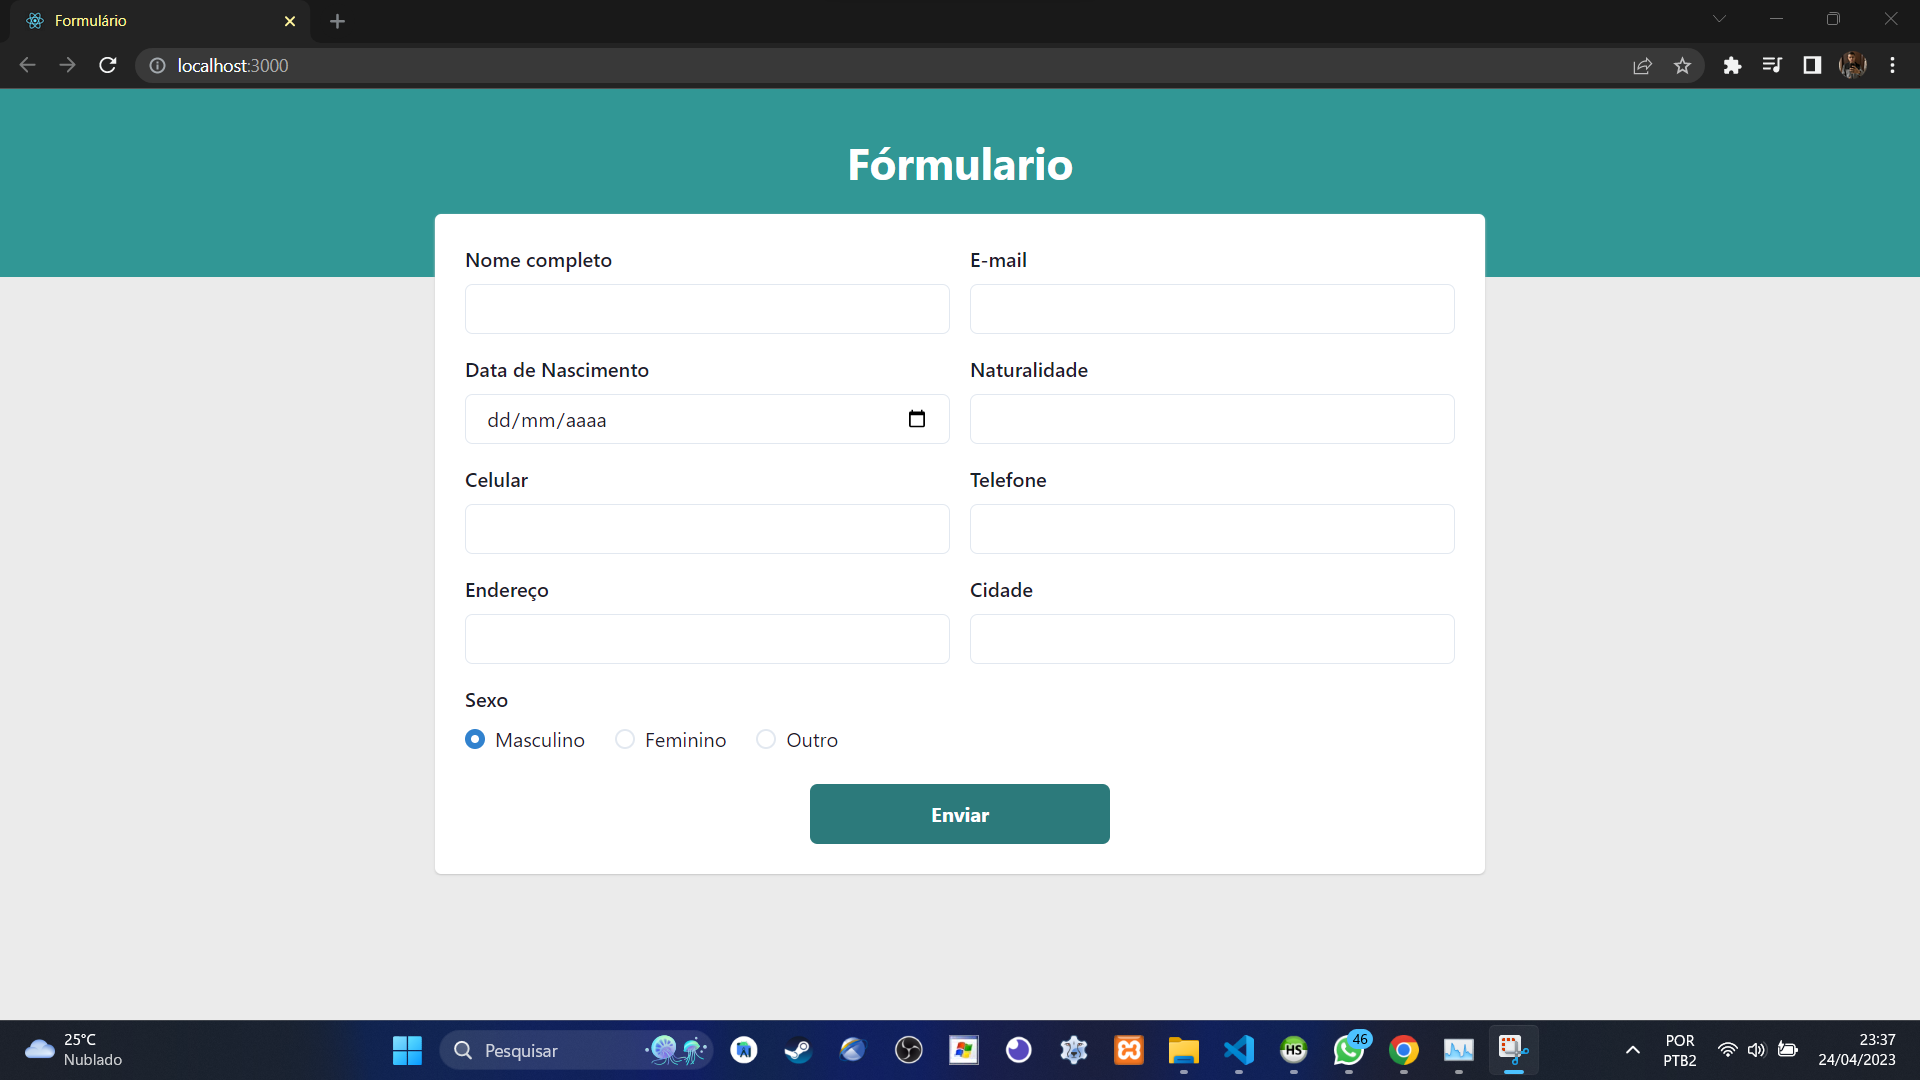 Formulário
localhost:3000
Fórmulario
Nome completo
E-mail
Data de Nascimento
Naturalidade
dd/mm/aaaa
Celular
Telefone
Endereço
Cidade
Sexo
Masculino
Feminino
Outro
Enviar
25°C
Nublado
Pesquisar
HS
46
POR
PTB2
23:37
24/04/2023